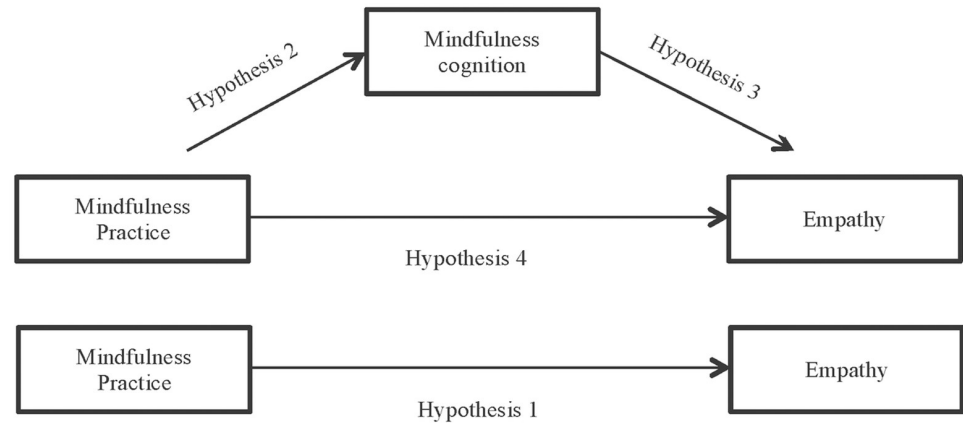 Mindfulness
cognition
Hypothesis 2
Hypothesis 3
Mindfulness
Practice
Empathy
Hypothesis 4
Mindfulness
Practice
Empathy
Hypothesis 1